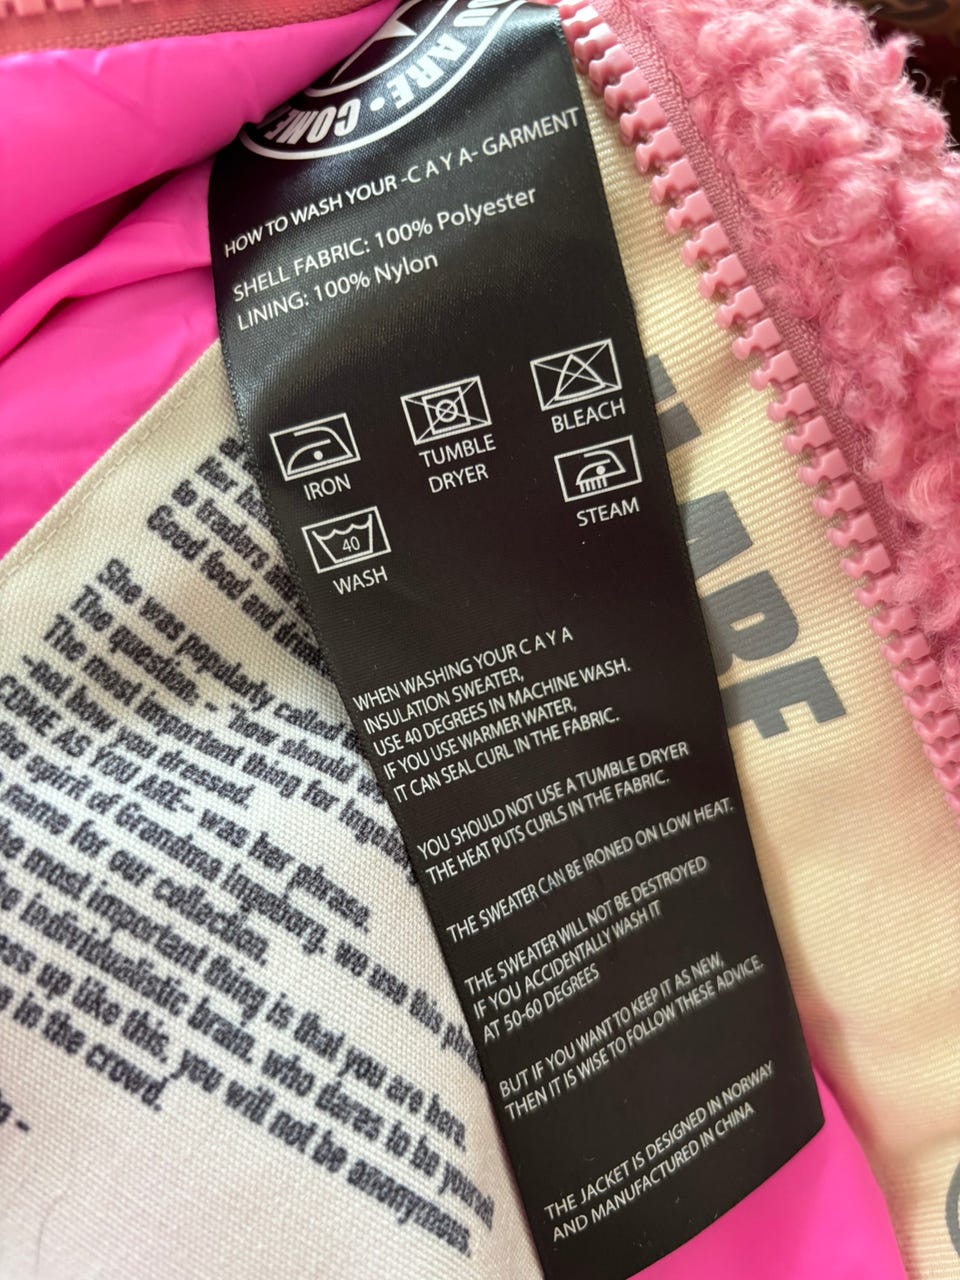 OU ARE • COME
HOW TO WASH YOUR -C A Y A- GARMENT
SHELL FABRIC: 100% Polyester
LINING: 100% Nylon
IRON
TUMBLE
DRYER
BLEACH
40
WASH
STEAM
WHEN WASHING YOUR C A Y A
INSULATION SWEATER,
USE 40 DEGREES IN MACHINE WASH.
IF YOU USE WARMER WATER,
IT CAN SEAL CURL IN THE FABRIC.
YOU SHOULD NOT USE A TUMBLE DRYER
THE HEAT PUTS CURLS IN THE FABRIC.
THE SWEATER CAN BE IRONED ON LOW HEAT.
THE SWEATER WILL NOT BE DESTROYED
IF YOU ACCIDENTALLY WASH IT
AT 50-60 DEGREES
BUT IF YOU WANT TO KEEP IT AS NEW,
THEN IT IS WISE TO FOLLOW THESE ADVICE.
THE JACKET IS DESIGNED IN NORWAY
AND MANUFACTURED IN CHINA
to traders
Good food and
She was popularly called
The question- - her should
The most important thing for
-not how you dressed.
COME AS YOU ARE- was her phrase.
spirit of Grannims hypdory, we use this
name for our collection.
most important thing is that you are here.
individualistic brain, who dares to be yourself
up like this, you will not be anonymous.
in the crowd.
ARE